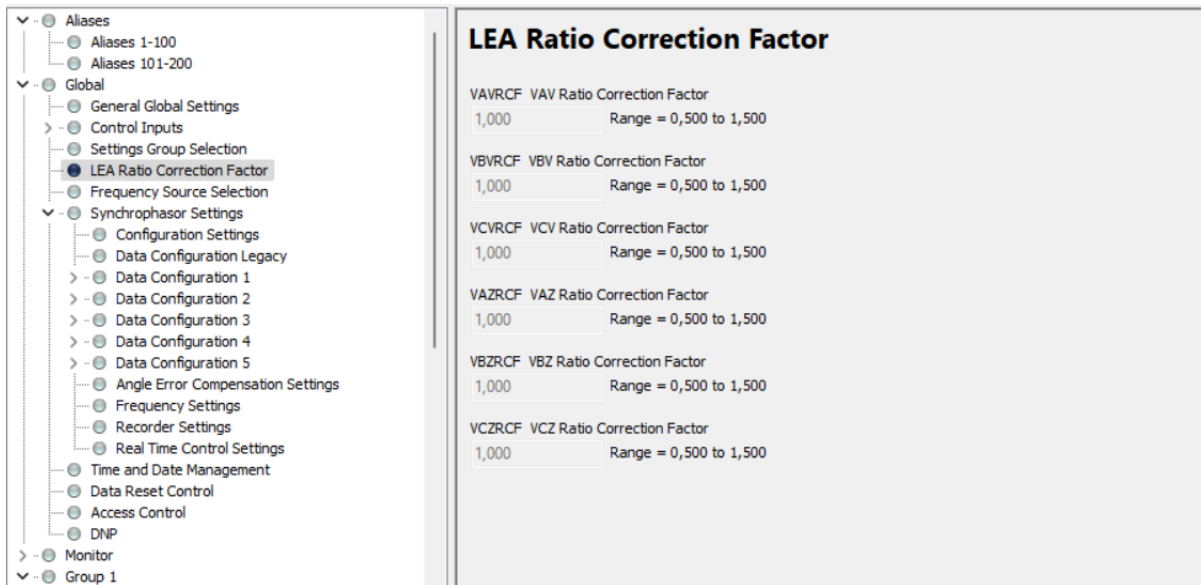 Aliases
Aliases 1-100
Aliases 101-200
Global
General Global Settings
Control Inputs
Settings Group Selection
LEA Ratio Correction Factor
Frequency Source Selection
Synchrophasor Settings
Configuration Settings
Data Configuration Legacy
Data Configuration 1
Data Configuration 2
Data Configuration 3
Data Configuration 4
Data Configuration 5
Angle Error Compensation Settings
Frequency Settings
Recorder Settings
Real Time Control Settings
Time and Date Management
Data Reset Control
Access Control
DNP
Monitor
Group 1
LEA Ratio Correction Factor
VAVRCF VAV Ratio Correction Factor
1,000 Range = 0,500 to 1,500
VBVRCF VBV Ratio Correction Factor
1,000 Range = 0,500 to 1,500
VCVRCF VCV Ratio Correction Factor
1,000 Range = 0,500 to 1,500
VAZRCF VAZ Ratio Correction Factor
1,000 Range = 0,500 to 1,500
VBZRCF VBZ Ratio Correction Factor
1,000 Range = 0,500 to 1,500
VCZRCF VCZ Ratio Correction Factor
1,000 Range = 0,500 to 1,500